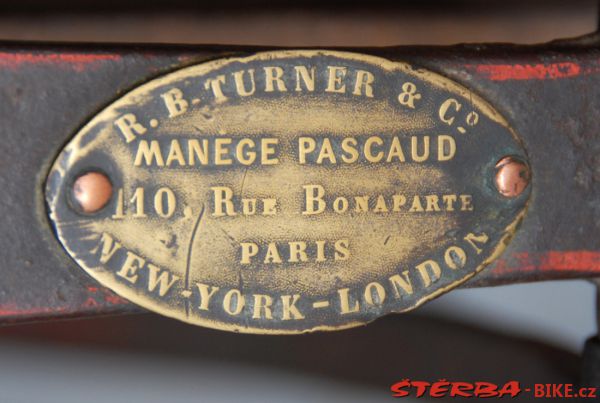 R. B. TURNER & Co
MANEGE PASCAUD
110, RUE BONAPARTE
PARIS
NEW-YORK-LONDON
ŠTĚRBA-BIKE.cz